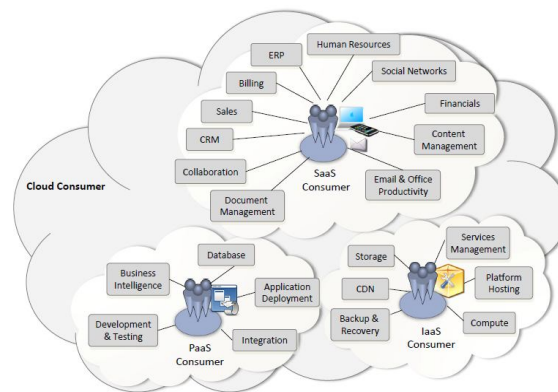 Human Resources
ERP
Social Networks
Billing
Financials
Sales
Content
Management
CRM
SaaS
Consumer
Collaboration
Email & Office
Productivity
Document
Management
Cloud Consumer
Database
Business
Intelligence
Application
Deployment
Development
& Testing
Integration
PaaS
Consumer
Services
Management
Storage
Platform
Hosting
CDN
Backup &
Recovery
Compute
IaaS
Consumer